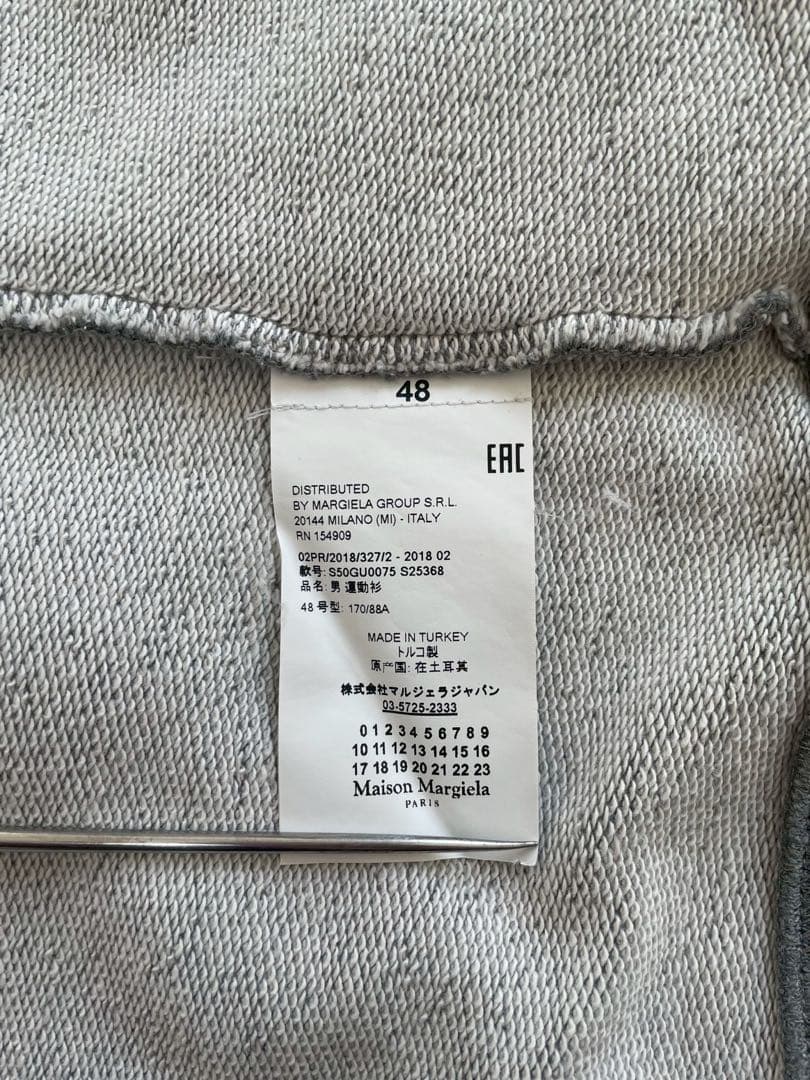 48
EAC
DISTRIBUTED
BY MARGIELA GROUP S.R.L.
20144 MILANO (MI) - ITALY
RN 154909
02PR/2018/327/2 - 2018 02
款号: S50GU0075 S25368
品名: 男 運動衫
48 号型: 170/88A
MADE IN TURKEY
トルコ製
原产国: 在土耳其
株式会社マルジェラジャパン
03-5725-2333
0 1 2 3 4 5 6 7 8 9
10 11 12 13 14 15 16
17 18 19 20 21 22 23
Maison Margiela
PARIS